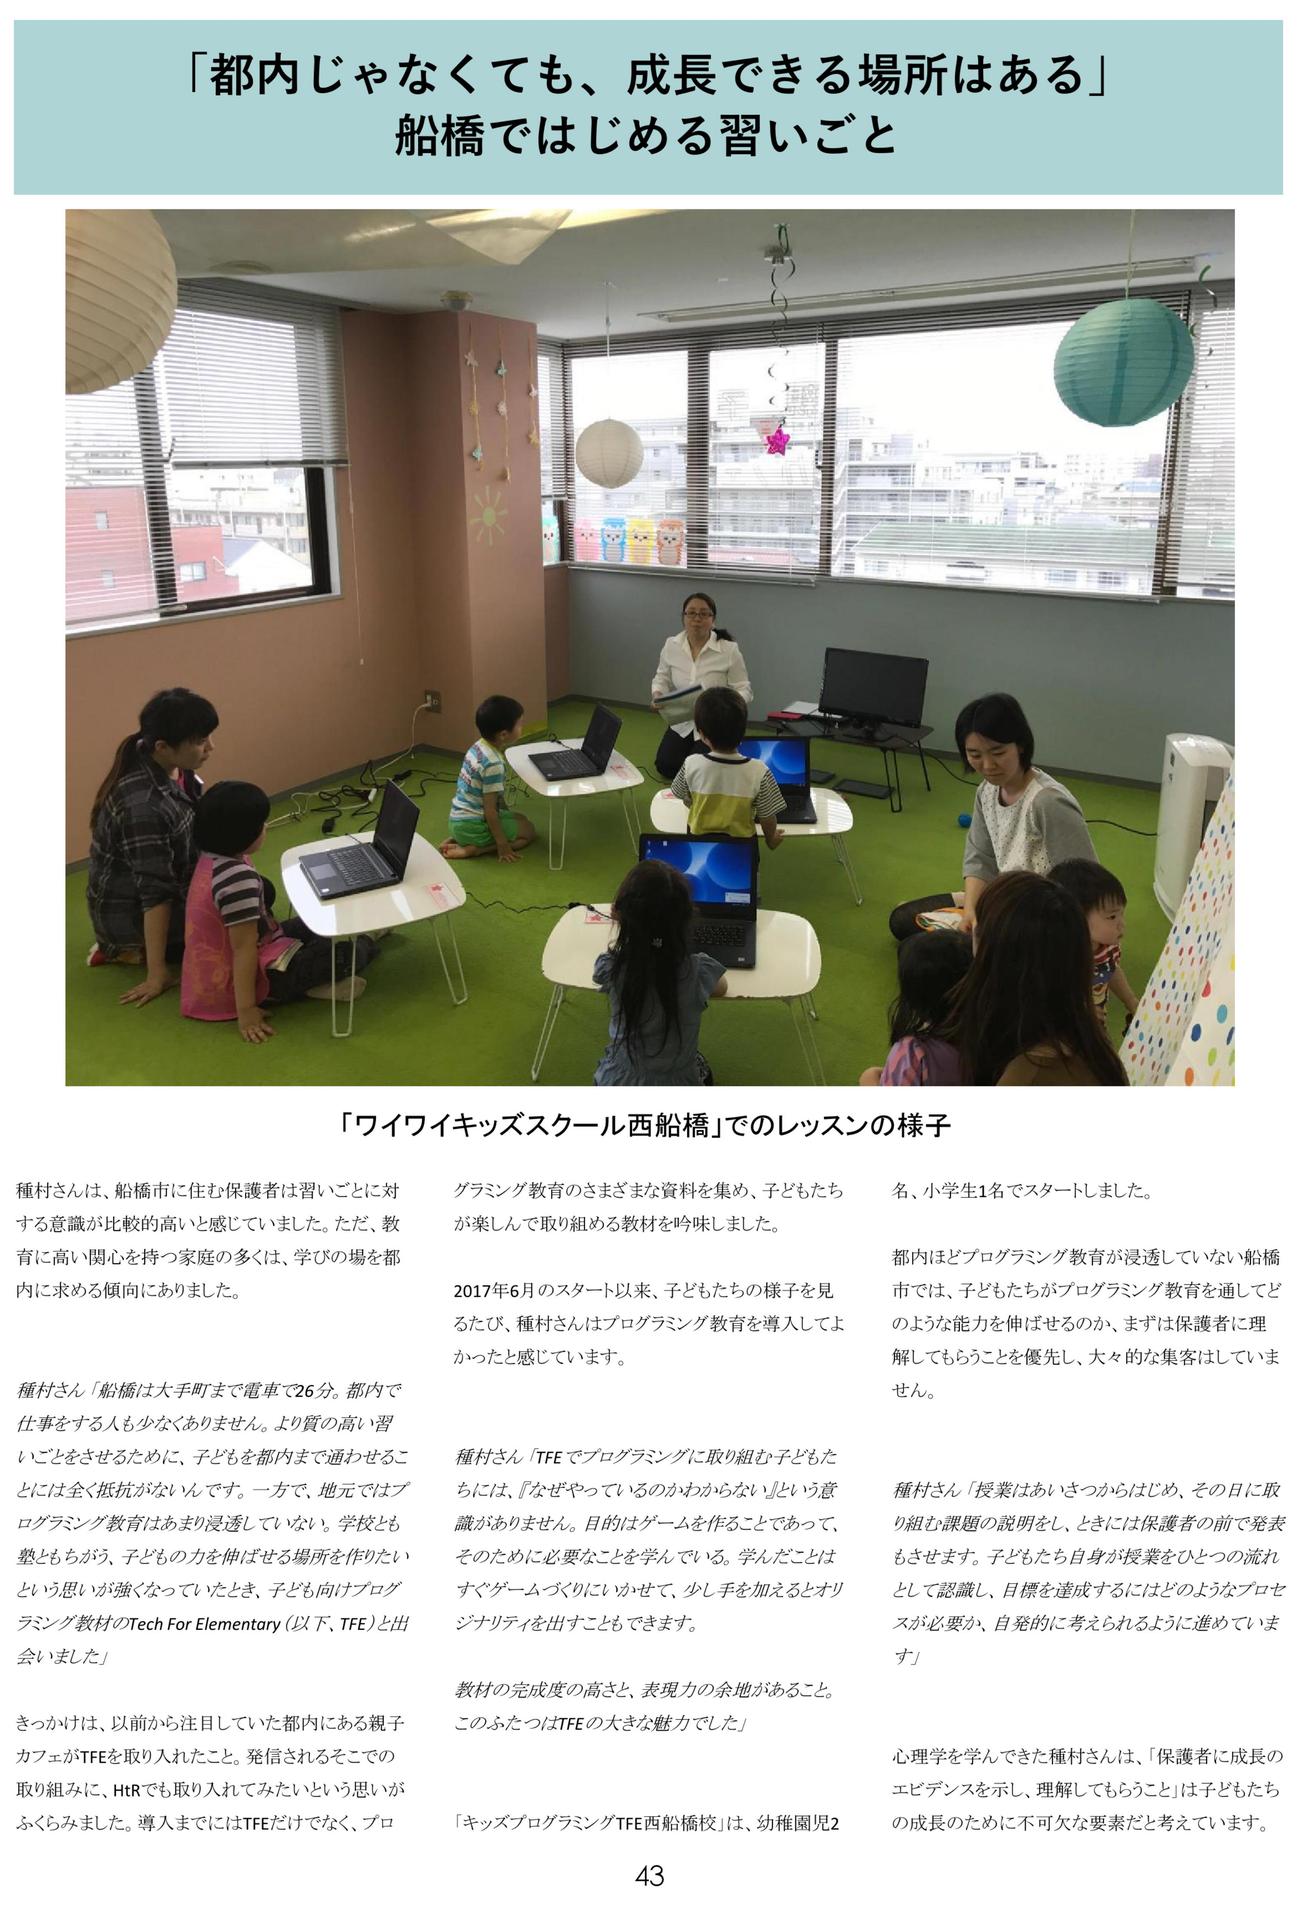 「都内じゃなくても、成長できる場所はある」
船橋ではじめる習いごと
「ワイワイキッズスクール西船橋」でのレッスンの様子
種村さんは、船橋市に住む保護者は習いごとに対
する意識が比較的高いと感じていました。ただ、教
育に高い関心を持つ家庭の多くは、学びの場を都
内に求める傾向にありました。
種村さん「船橋は大手町まで電車で26分。都内で
仕事をする人も少なくありません。より質の高い習
いごとをさせるために、子どもを都内まで通わせるこ
とには全く抵抗がないんです。一方で、地元ではプ
ログラミング教育はあまり浸透していない。学校とも
塾ともちがう、子どもの力を伸ばせる場所を作りたい
という思いが強くなっていたとき、子ども向けプログ
ラミング教材のTech For Elementary（以下、TFE）と出
会いました」
きっかけは、以前から注目していた都内にある親子
カフェがTFEを取り入れたこと。発信されるそこでの
取り組みに、HtRでも取り入れてみたいという思いが
ふくらみました。導入までにはTFEだけでなく、プロ
グラミング教育のさまざまな資料を集め、子どもたち
が楽しんで取り組める教材を吟味しました。
2017年6月のスタート以来、子どもたちの様子を見
るたび、種村さんはプログラミング教育を導入してよ
かったと感じています。
種村さん「TFEでプログラミングに取り組む子どもた
ちには、『なぜやっているのかわからない』という意
識がありません。目的はゲームを作ることであって、
そのために必要なことを学んでいる。学んだことは
すぐゲームづくりにいかせて、少し手を加えるとオリ
ジナリティを出すこともできます。
教材の完成度の高さと、表現力の余地があること。
このふたつはTFEの大きな魅力でした」
「キッズプログラミングTFE西船橋校」は、幼稚園児2
名、小学生1名でスタートしました。
都内ほどプログラミング教育が浸透していない船橋
市では、子どもたちがプログラミング教育を通してど
のような能力を伸ばせるのか、まずは保護者に理
解してもらうことを優先し、大々的な集客はしていま
せん。
種村さん「授業はあいさつからはじめ、その日に取
り組む課題の説明をし、ときには保護者の前で発表
もさせます。子どもたち自身が授業をひとつの流れ
として認識し、目標を達成するにはどのようなプロセ
スが必要か、自発的に考えられるように進めていま
す」
心理学を学んできた種村さんは、「保護者に成長の
エビデンスを示し、理解してもらうこと」は子どもたち
の成長のために不可欠な要素だと考えています。
43